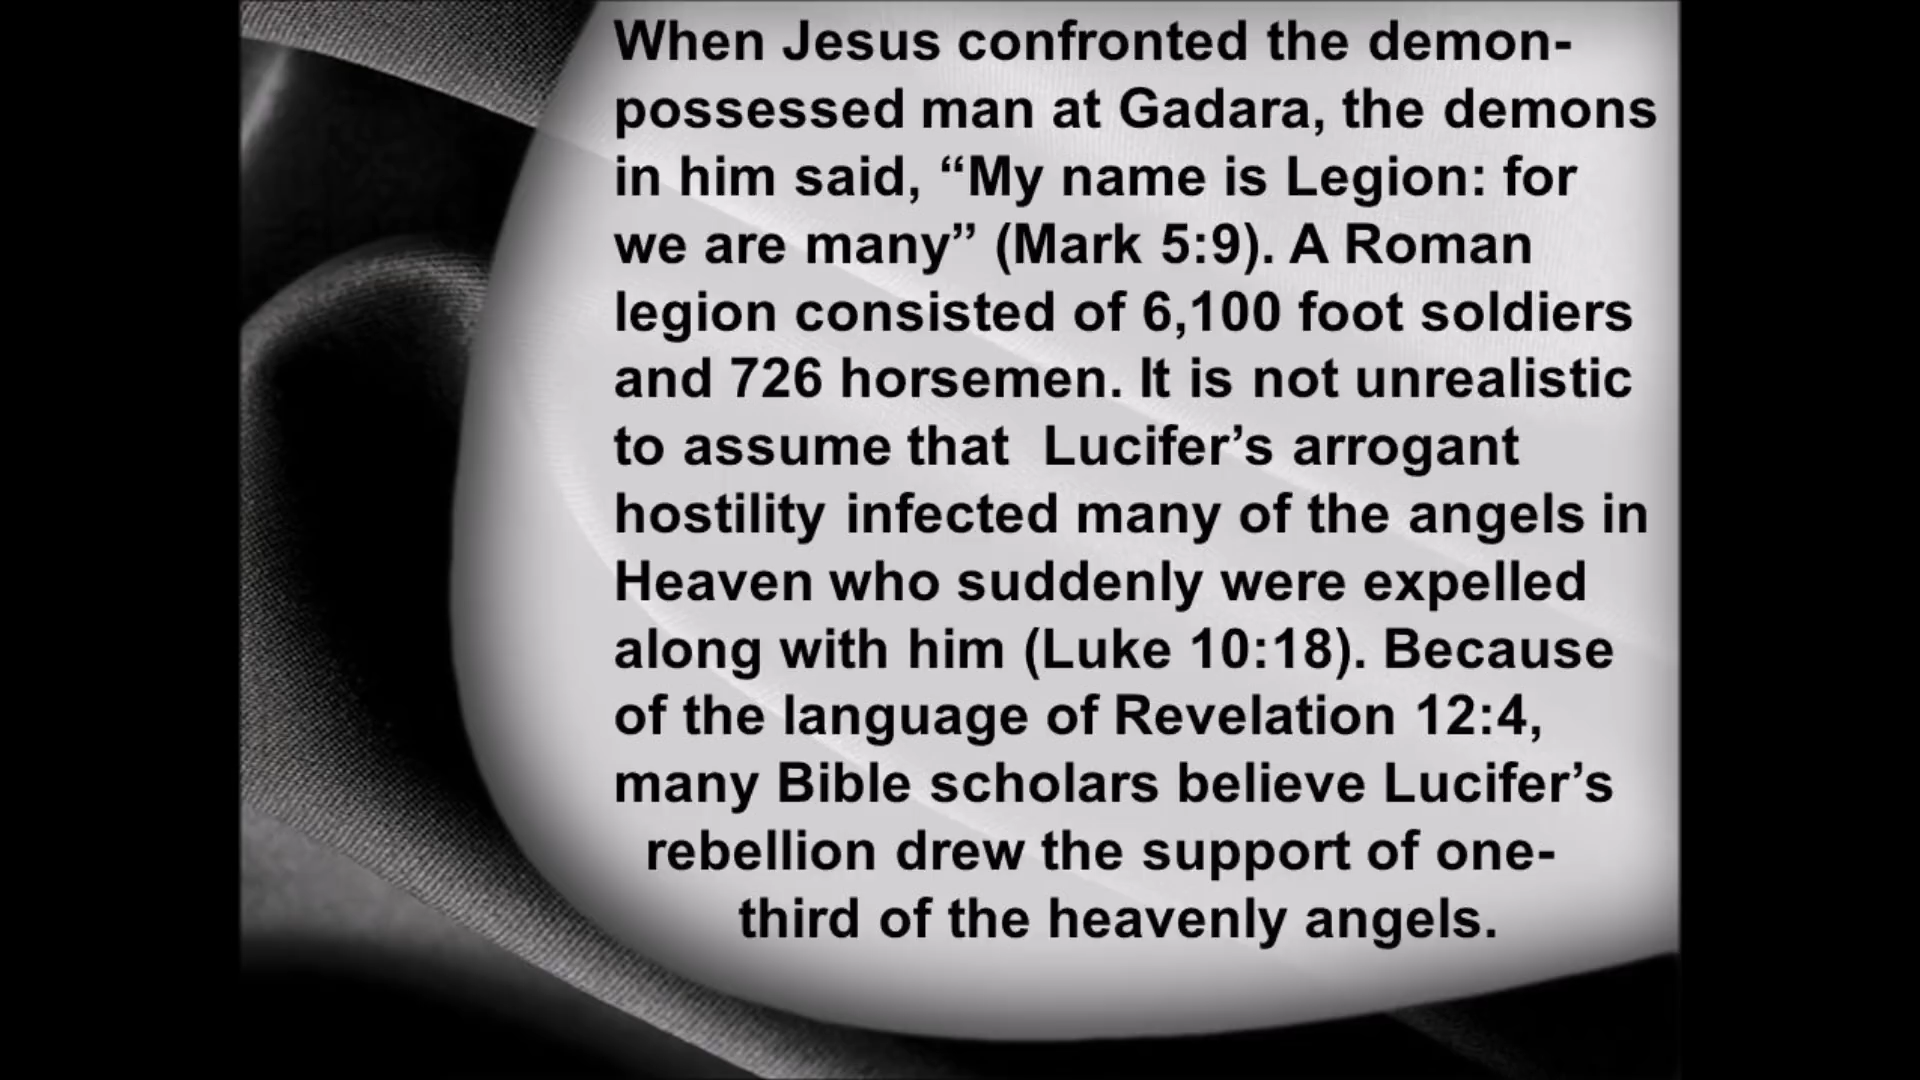 When Jesus confronted the demon-
possessed man at Gadara, the demons
in him said, “My name is Legion: for
we are many” (Mark 5:9). A Roman
legion consisted of 6,100 foot soldiers
and 726 horsemen. It is not unrealistic
to assume that  Lucifer’s arrogant
hostility infected many of the angels in
Heaven who suddenly were expelled
along with him (Luke 10:18). Because
of the language of Revelation 12:4,
many Bible scholars believe Lucifer’s
rebellion drew the support of one-
third of the heavenly angels.